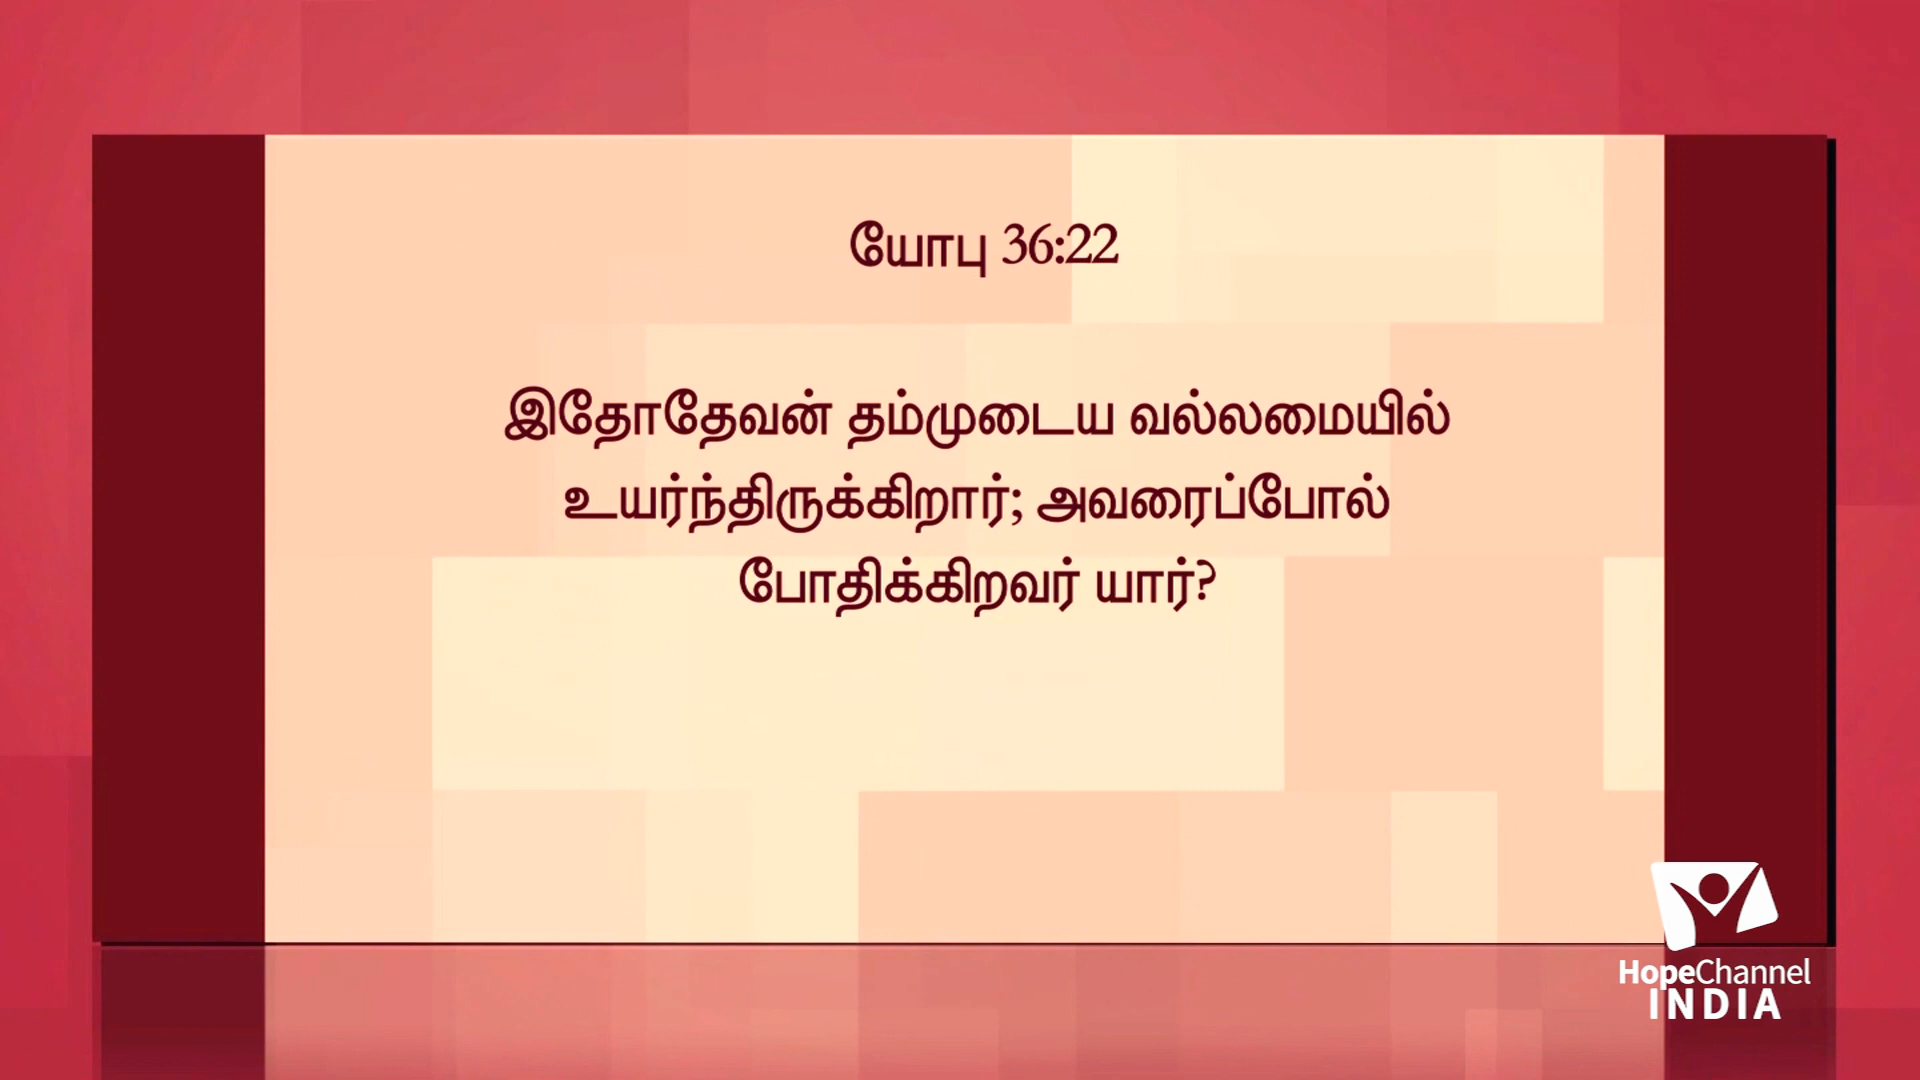 யோபு 36:22
இதோதேவன் தம்முடைய வல்லமையில்
உயர்ந்திருக்கிறார்; அவரைப்போல்
போதிக்கிறவர் யார்?
HopeChannel
INDIA